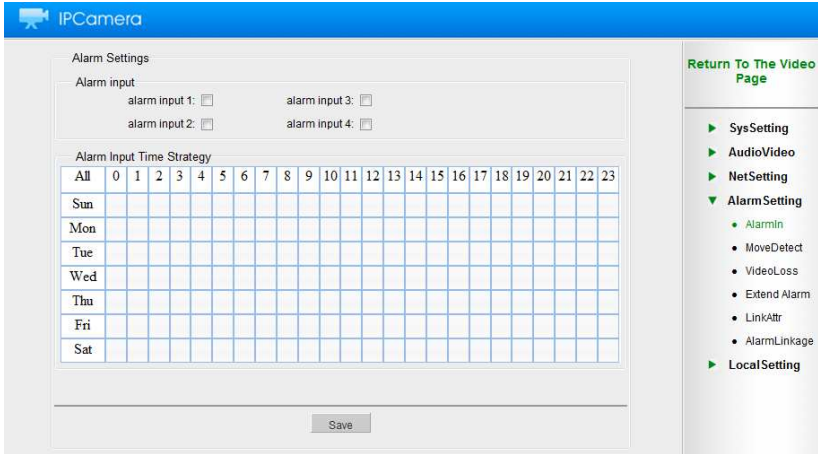 IPCamera
Alarm Settings
Alarm input
alarm input 1: alarm input 3:
alarm input 2: alarm input 4:
Alarm Input Time Strategy
All 0 1 2 3 4 5 6 7 8 9 10 11 12 13 14 15 16 17 18 19 20 21 22 23
Sun
Mon
Tue
Wed
Thu
Fri
Sat
Save
Return To The Video
Page
SysSetting
AudioVideo
NetSetting
AlarmSetting
AlarmIn
MoveDetect
VideoLoss
Extend Alarm
LinkAttr
AlarmLinkage
LocalSetting